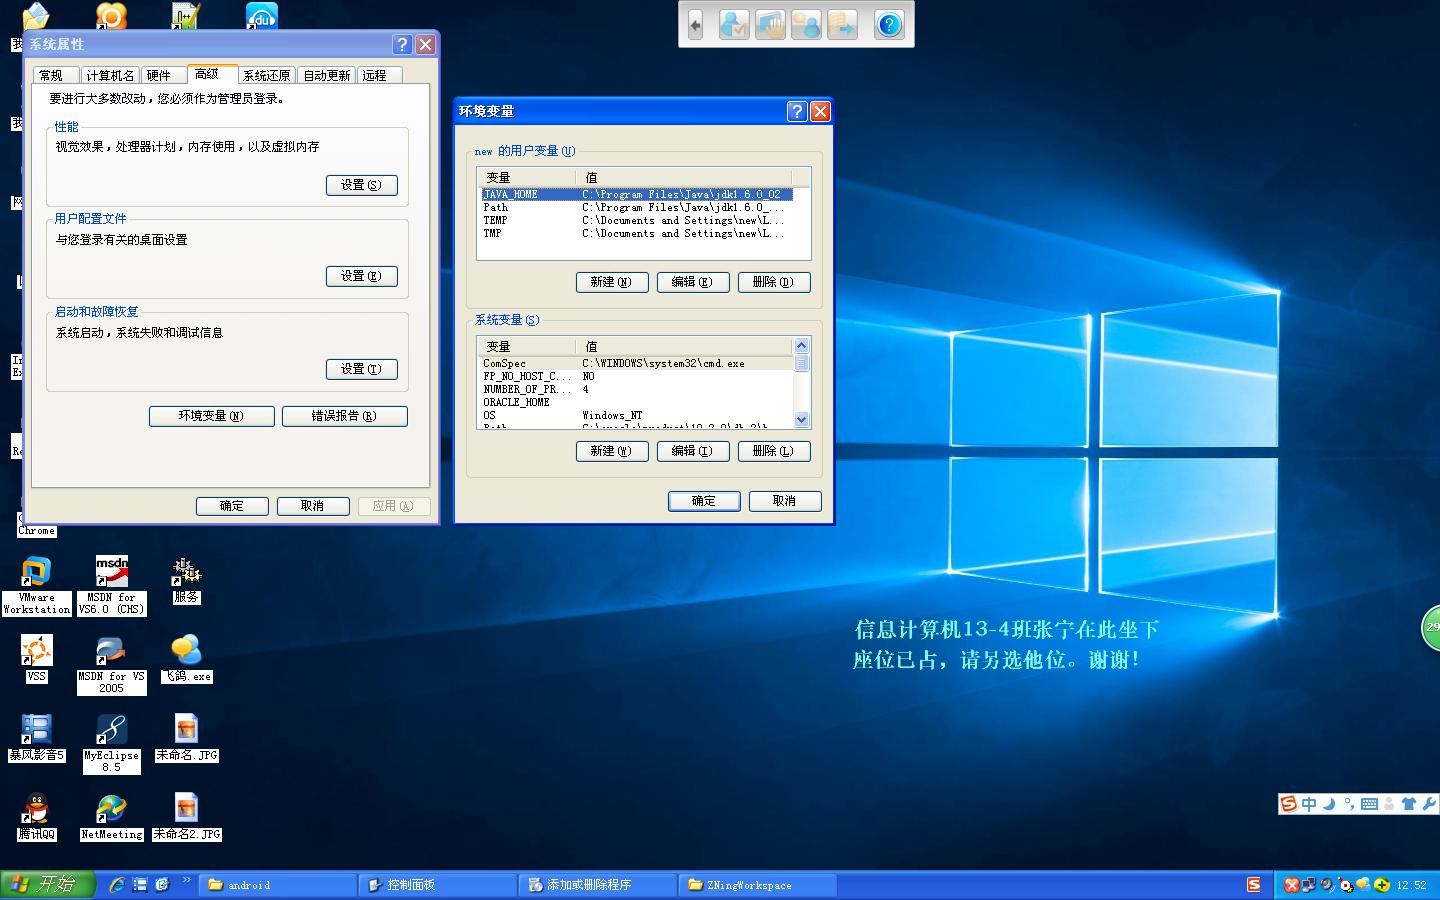 系统属性
常规 计算机名 硬件 高级 系统还原 自动更新 远程
要进行大多数改动，您必须作为管理员登录。
性能
视觉效果，处理器计划，内存使用，以及虚拟内存
设置(S)
用户配置文件
与您登录有关的桌面设置
设置(E)
启动和故障恢复
系统启动，系统失败和调试信息
设置(T)
环境变量(N) 错误报告(R)
确定 取消 应用(A)
环境变量
new 的用户变量(U)
变量 值
JAVA_HOME C:\Program Files\Java\jdk1.6.0_02
Path C:\Program Files\Java\jdk1.6.0_...
TEMP C:\Documents and Settings\new\L...
TMP C:\Documents and Settings\new\L...
新建(N) 编辑(E) 删除(D)
系统变量(S)
变量 值
ComSpec C:\WINDOWS\system32\cmd.exe
FP_NO_HOST_C... NO
NUMBER_OF_PR... 4
ORACLE_HOME
OS Windows_NT
新建(W) 编辑(I) 删除(L)
确定 取消
信息计算机13-4班张宁在此坐下
座位已占，请另选他位。谢谢！
29
Chrome
VMware
Workstation
MSDN for
VS6.0 (CHS)
服务
VSS
MSDN for VS
2005
飞鸽.exe
暴风影音5
MyEclipse
8.5
未命名.JPG
腾讯QQ
NetMeeting
未命名2.JPG
中
开始
android
控制面板
添加或删除程序
ZNingWorkspace
12:52